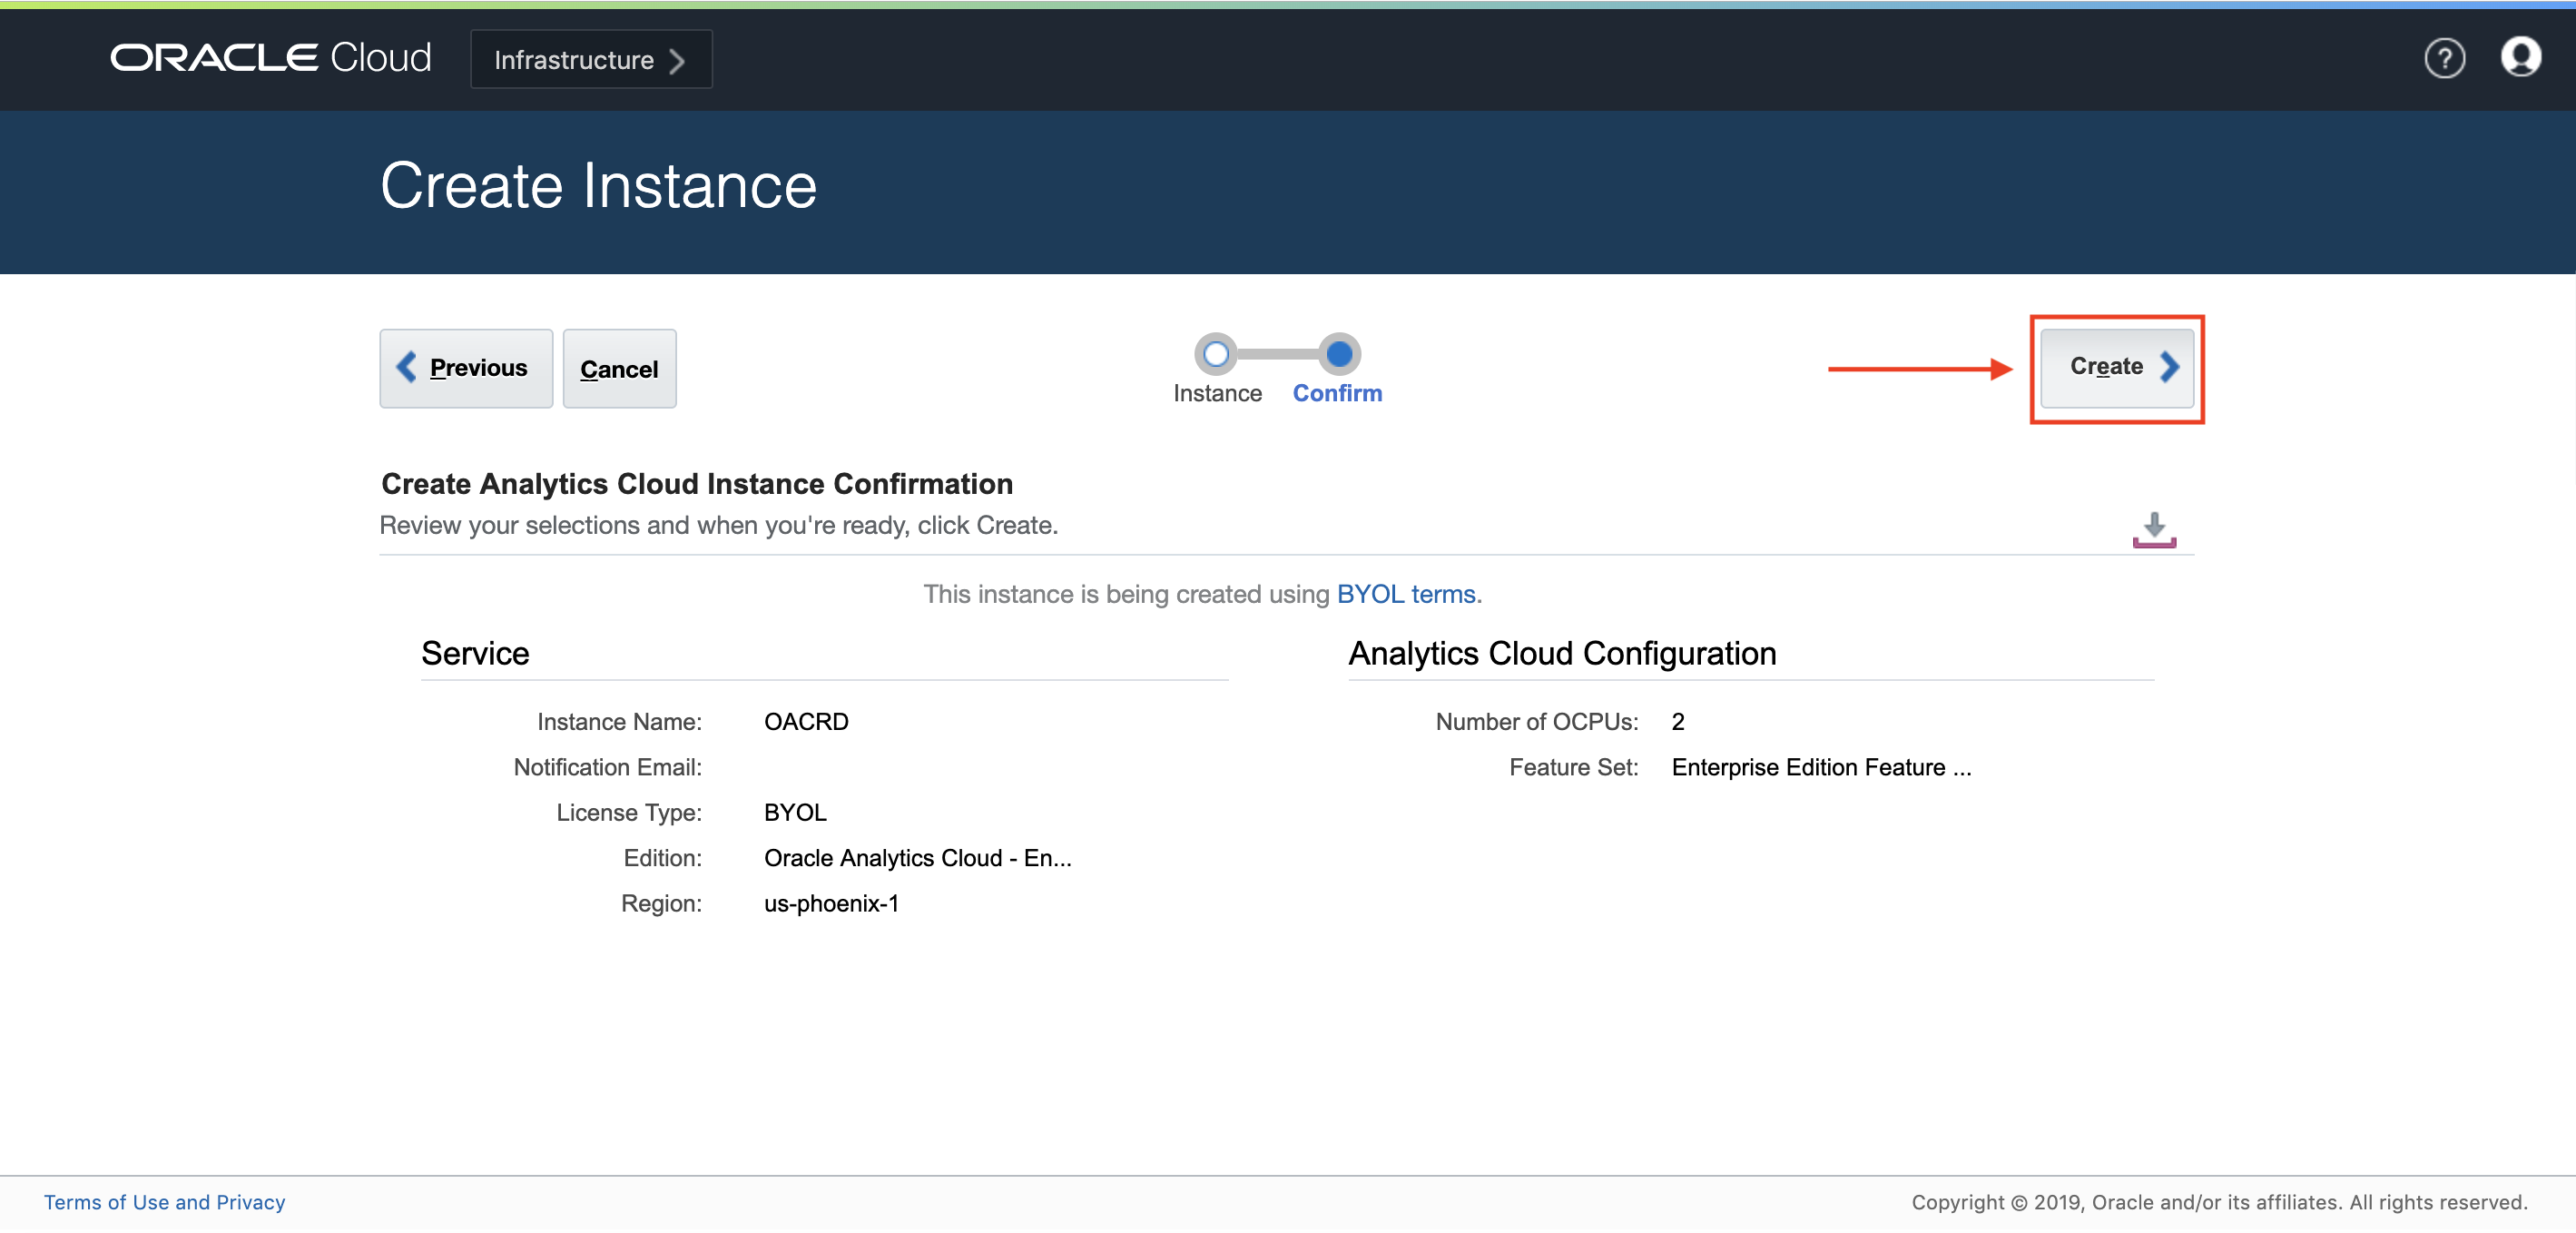 ORACLE Cloud
Infrastructure
?
Create Instance
Previous
Cancel
Instance
Confirm
Create
Create Analytics Cloud Instance Confirmation
Review your selections and when you're ready, click Create.
This instance is being created using BYOL terms.
Service
Instance Name: OACRD
Notification Email:
License Type: BYOL
Edition: Oracle Analytics Cloud - En...
Region: us-phoenix-1
Analytics Cloud Configuration
Number of OCPUs: 2
Feature Set: Enterprise Edition Feature ...
Terms of Use and Privacy
Copyright © 2019, Oracle and/or its affiliates. All rights reserved.